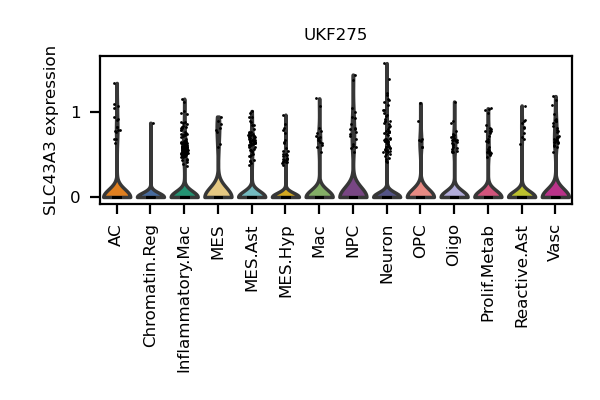 UKF275
SLC43A3 expression
1
0
AC
Chromatin.Reg
Inflammatory.Mac
MES
MES.Ast
MES.Hyp
Mac
NPC
Neuron
OPC
Oligo
Prolif.Metab
Reactive.Ast
Vasc